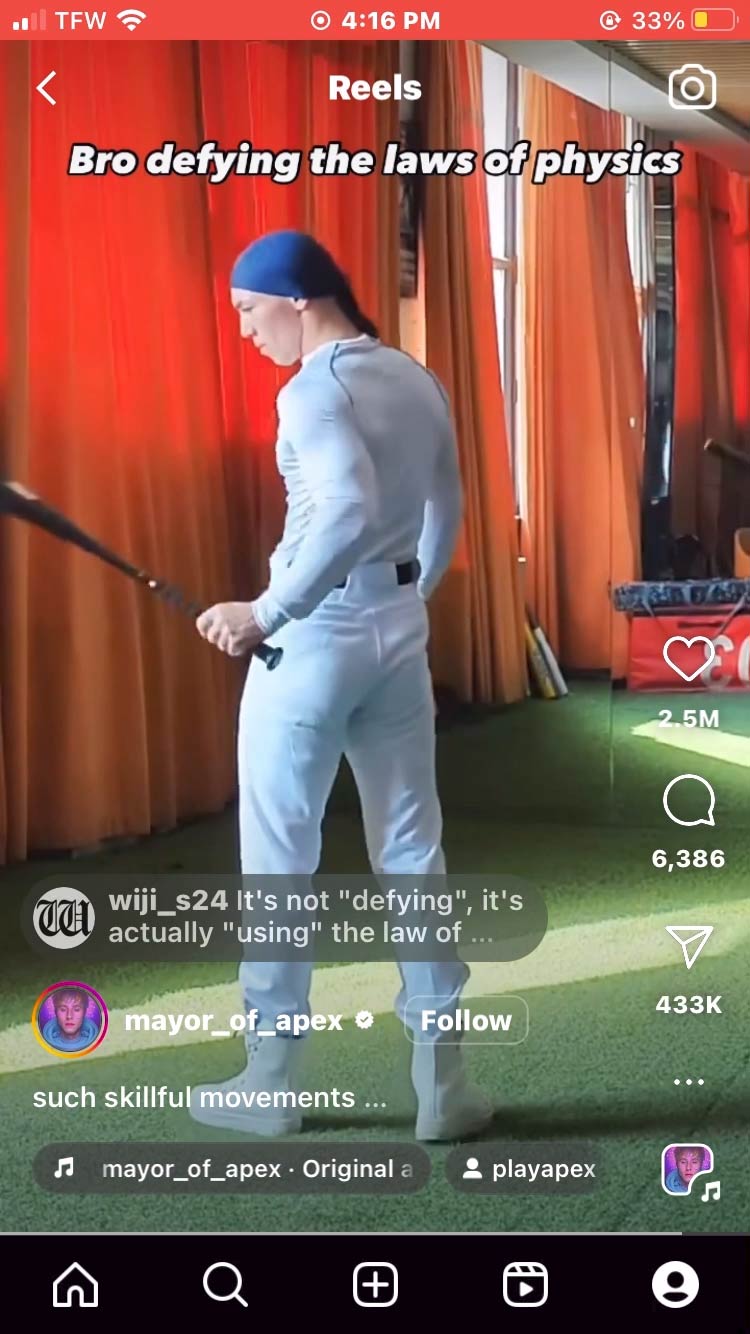 TFW 4:16 PM 33%
Reels
Bro defying the laws of physics
2.5M
6,386
wiji_s24 It's not "defying", it's
actually "using" the law of ...
433K
mayor_of_apex Follow
such skillful movements ...
mayor_of_apex · Original a
playapex